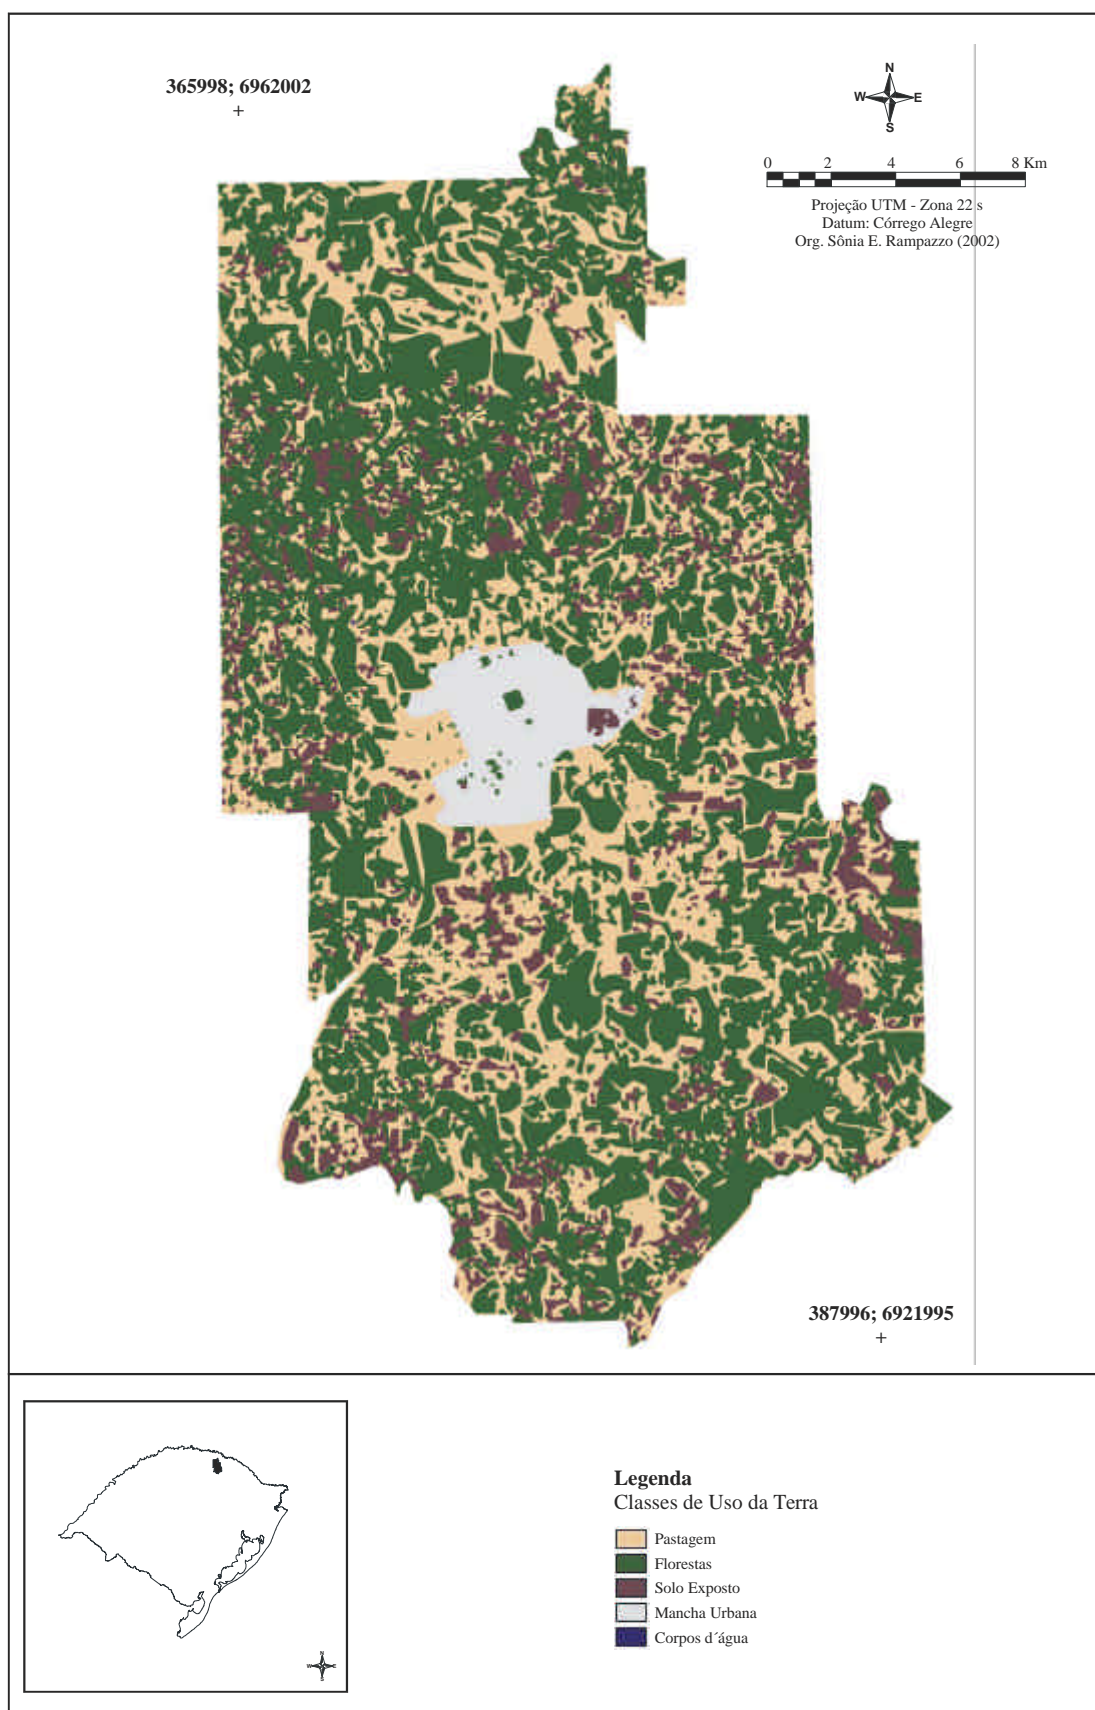 365998; 6962002
+
N
W E
S
0 2 4 6 8 Km
Projeção UTM - Zona 22 s
Datum: Córrego Alegre
Org. Sônia E. Rampazzo (2002)
387996; 6921995
+
N
W E
S
Legenda
Classes de Uso da Terra
Pastagem
Florestas
Solo Exposto
Mancha Urbana
Corpos d´água